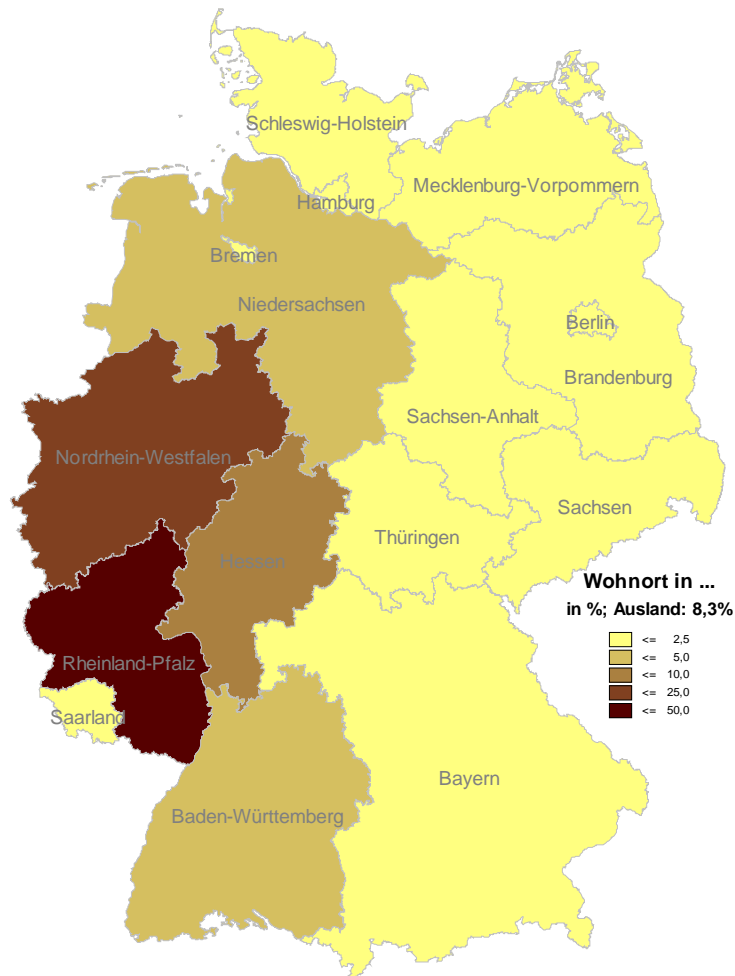 Schleswig-Holstein
Mecklenburg-Vorpommern
Hamburg
Bremen
Niedersachsen
Berlin
Brandenburg
Sachsen-Anhalt
Nordrhein-Westfalen
Sachsen
Thüringen
Hessen
Wohnort in ...
in %; Ausland: 8,3%
<= 2,5
<= 5,0
<= 10,0
<= 25,0
<= 50,0
Rheinland-Pfalz
Saarland
Bayern
Baden-Württemberg